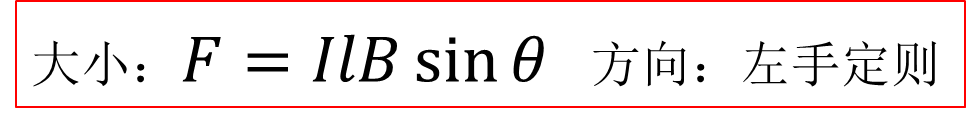 大小：F = IlB sin θ 方向：左手定则